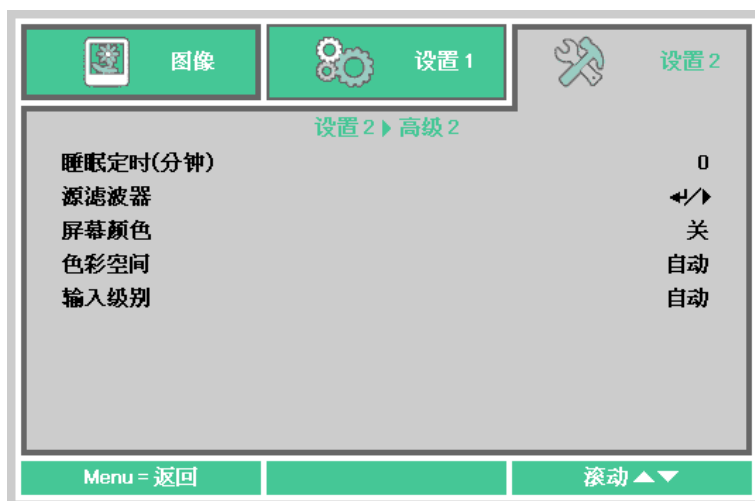 图像
设置 1
设置 2
设置 2 ▶ 高级 2
睡眠定时(分钟) 0
源滤波器 ↵/▶
屏幕颜色 关
色彩空间 自动
输入级别 自动
Menu = 返回
滚动 ▲▼